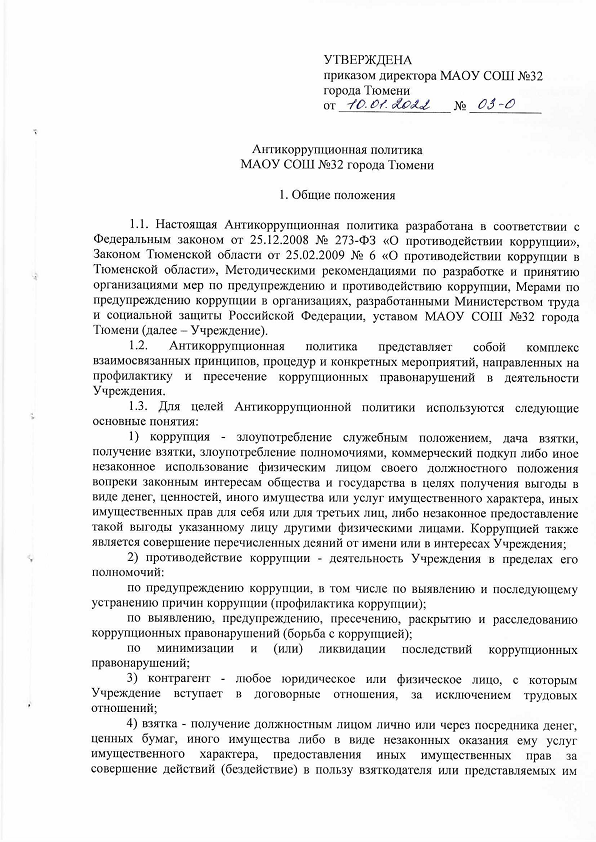 УТВЕРЖДЕНА
приказом директора МАОУ СОШ №32
города Тюмени
от 10.01.2022 № 03-О
Антикоррупционная политика
МАОУ СОШ №32 города Тюмени
1. Общие положения
1.1. Настоящая Антикоррупционная политика разработана в соответствии с
Федеральным законом от 25.12.2008 № 273-ФЗ «О противодействии коррупции»,
Законом Тюменской области от 25.02.2009 № 6 «О противодействии коррупции в
Тюменской области», Методическими рекомендациями по разработке и принятию
организациями мер по предупреждению и противодействию коррупции, Мерами по
предупреждению коррупции в организациях, разработанными Министерством труда
и социальной защиты Российской Федерации, уставом МАОУ СОШ №32 города
Тюмени (далее – Учреждение).
1.2. Антикоррупционная политика представляет собой комплекс
взаимосвязанных принципов, процедур и конкретных мероприятий, направленных на
профилактику и пресечение коррупционных правонарушений в деятельности
Учреждения.
1.3. Для целей Антикоррупционной политики используются следующие
основные понятия:
1) коррупция - злоупотребление служебным положением, дача взятки,
получение взятки, злоупотребление полномочиями, коммерческий подкуп либо иное
незаконное использование физическим лицом своего должностного положения
вопреки законным интересам общества и государства в целях получения выгоды в
виде денег, ценностей, иного имущества или услуг имущественного характера, иных
имущественных прав для себя или для третьих лиц, либо незаконное предоставление
такой выгоды указанному лицу другими физическими лицами. Коррупцией также
является совершение перечисленных деяний от имени или в интересах Учреждения;
2) противодействие коррупции - деятельность Учреждения в пределах его
полномочий:
по предупреждению коррупции, в том числе по выявлению и последующему
устранению причин коррупции (профилактика коррупции);
по выявлению, предупреждению, пресечению, раскрытию и расследованию
коррупционных правонарушений (борьба с коррупцией);
по минимизации и (или) ликвидации последствий коррупционных
правонарушений;
3) контрагент - любое юридическое или физическое лицо, с которым
Учреждение вступает в договорные отношения, за исключением трудовых
отношений;
4) взятка - получение должностным лицом лично или через посредника денег,
ценных бумаг, иного имущества либо в виде незаконных оказания ему услуг
имущественного характера, предоставления иных имущественных прав за
совершение действий (бездействие) в пользу взяткодателя или представляемых им